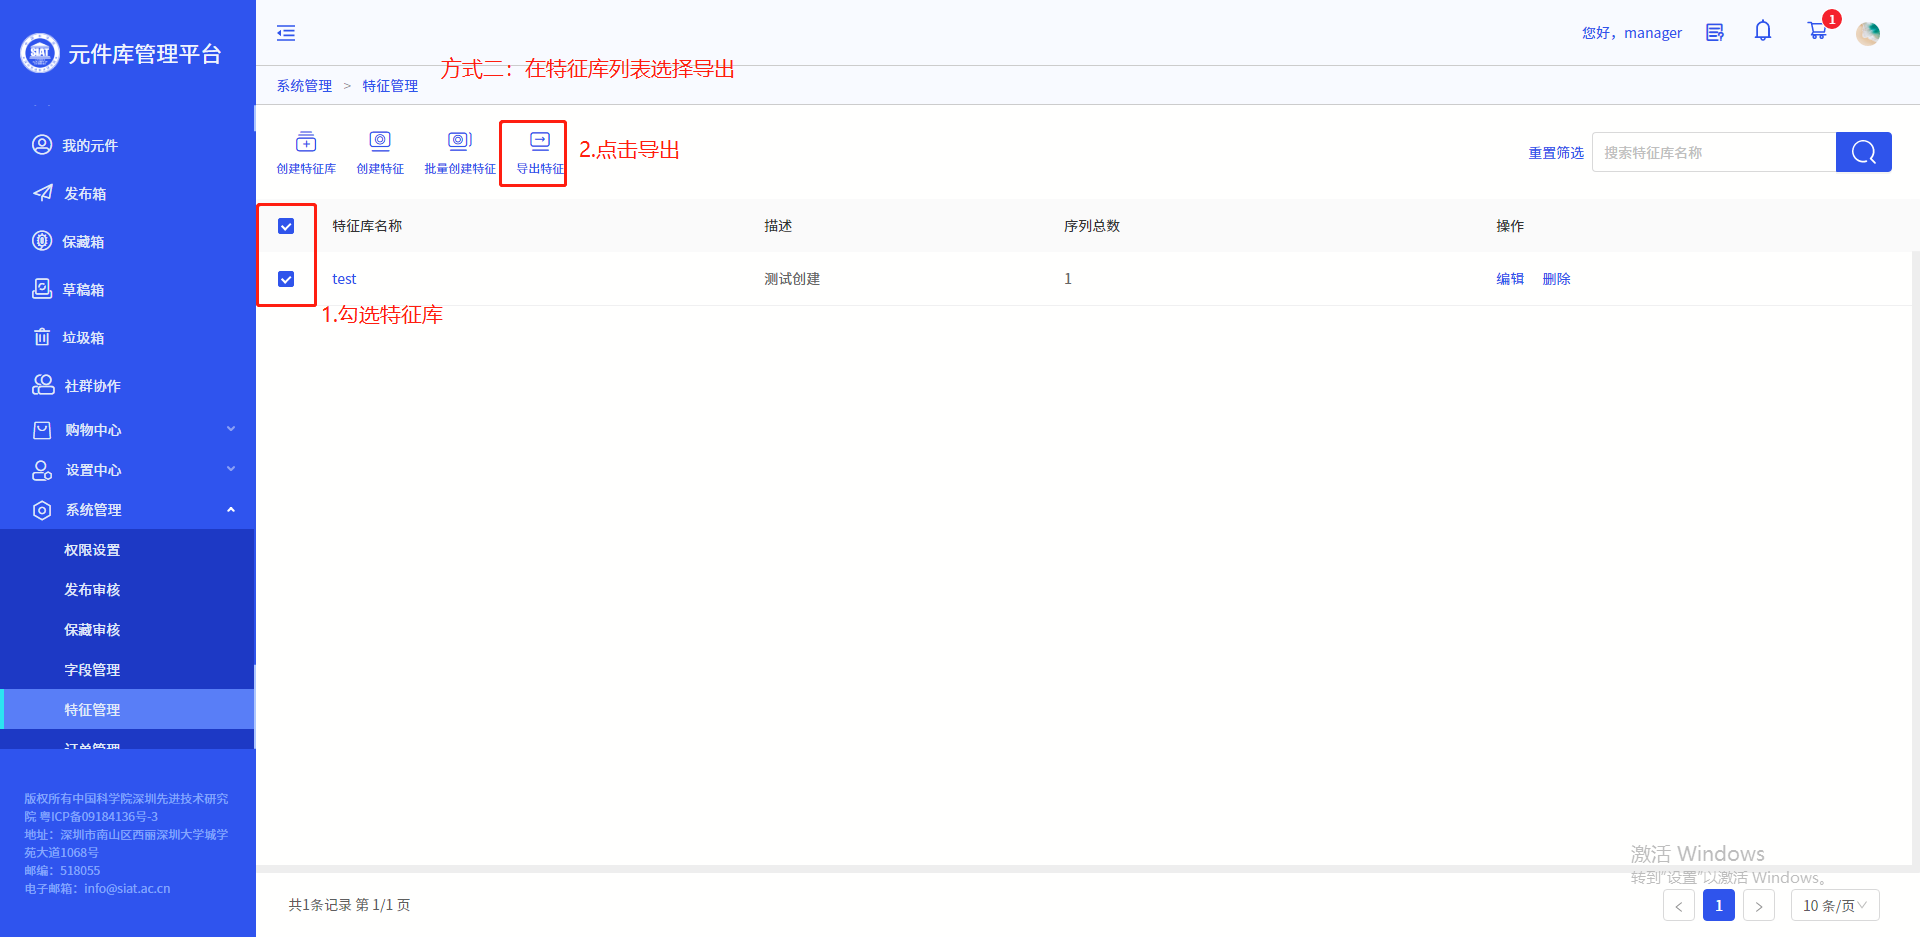 元件库管理平台
我的元件
发布箱
保藏箱
草稿箱
垃圾箱
社群协作
购物中心
设置中心
系统管理
权限设置
发布审核
保藏审核
字段管理
特征管理
订单管理
版权所有中国科学院深圳先进技术研究
院 粤ICP备09184136号-3
地址：深圳市南山区西丽深圳大学城学
苑大道1068号
邮编：518055
电子邮箱：info@siat.ac.cn
您好，manager
1
方式二：在特征库列表选择导出
系统管理 > 特征管理
创建特征库 创建特征 批量创建特征 导出特征
2.点击导出
重置筛选 搜索特征库名称
特征库名称 描述 序列总数 操作
test 测试创建 1 编辑 删除
1.勾选特征库
激活 Windows
转到“设置”以激活 Windows。
共1条记录 第 1/1 页
< 1 > 10 条/页
SIAT